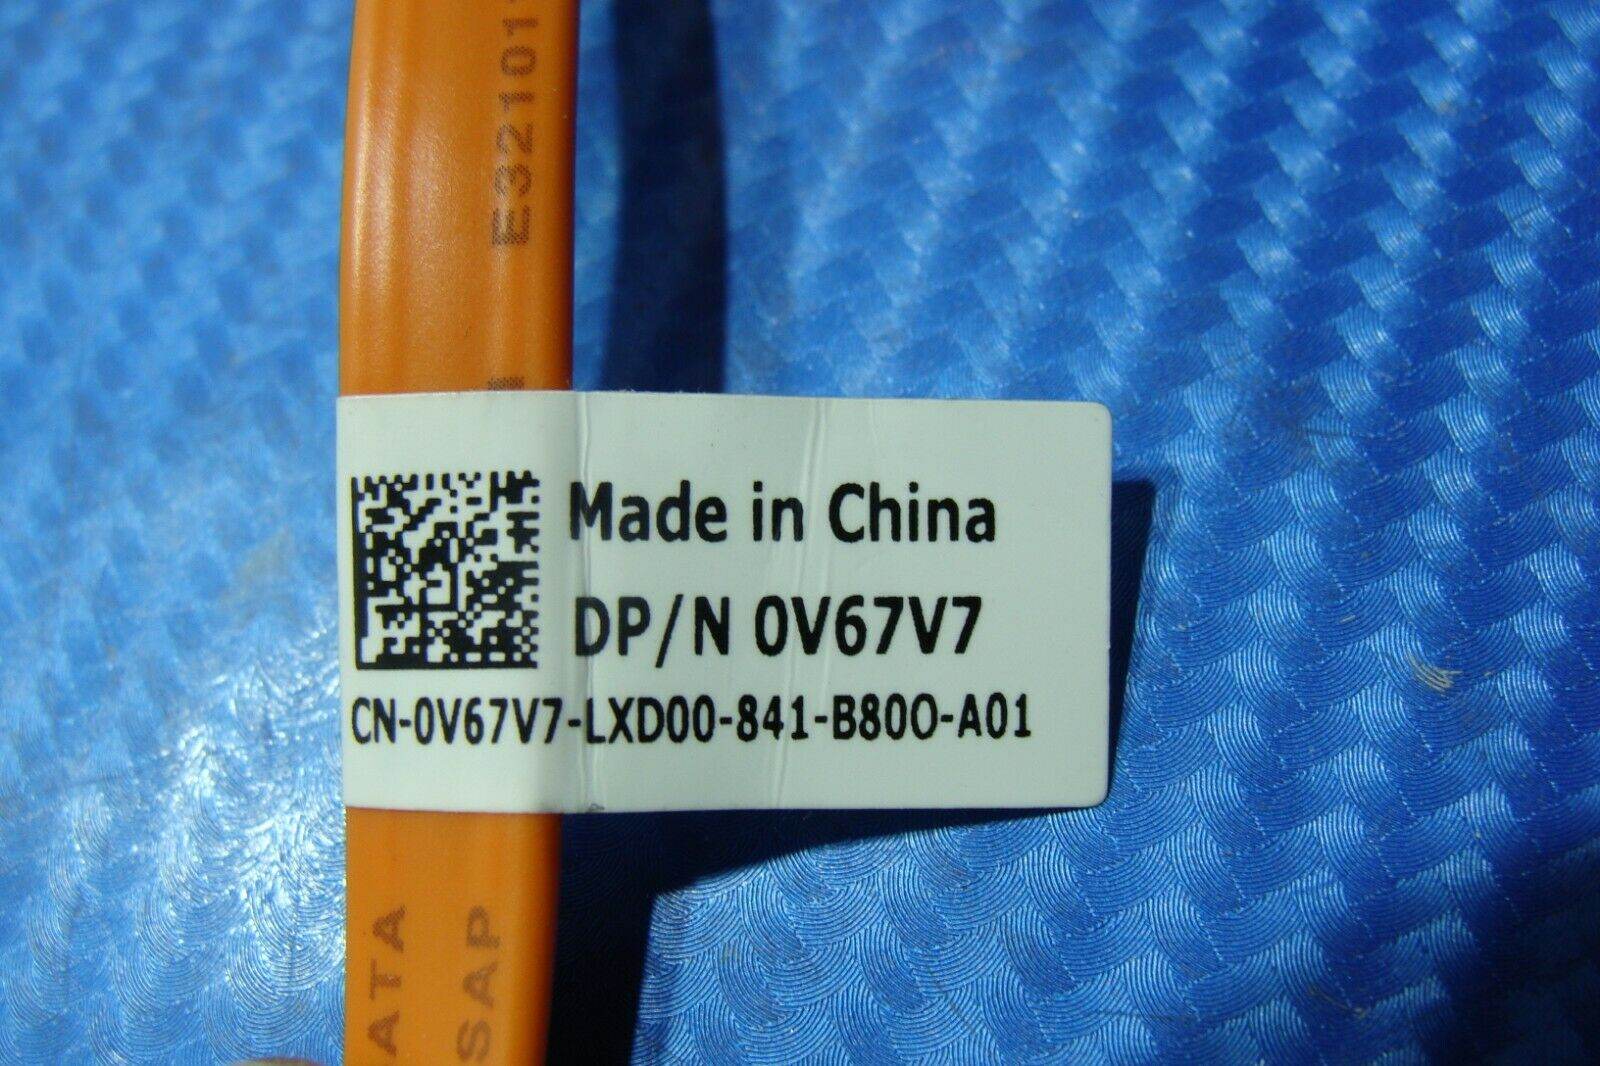 E32101
Made in China
DP/N 0V67V7
CN-0V67V7-LXD00-841-B80O-A01
ATA
SAP